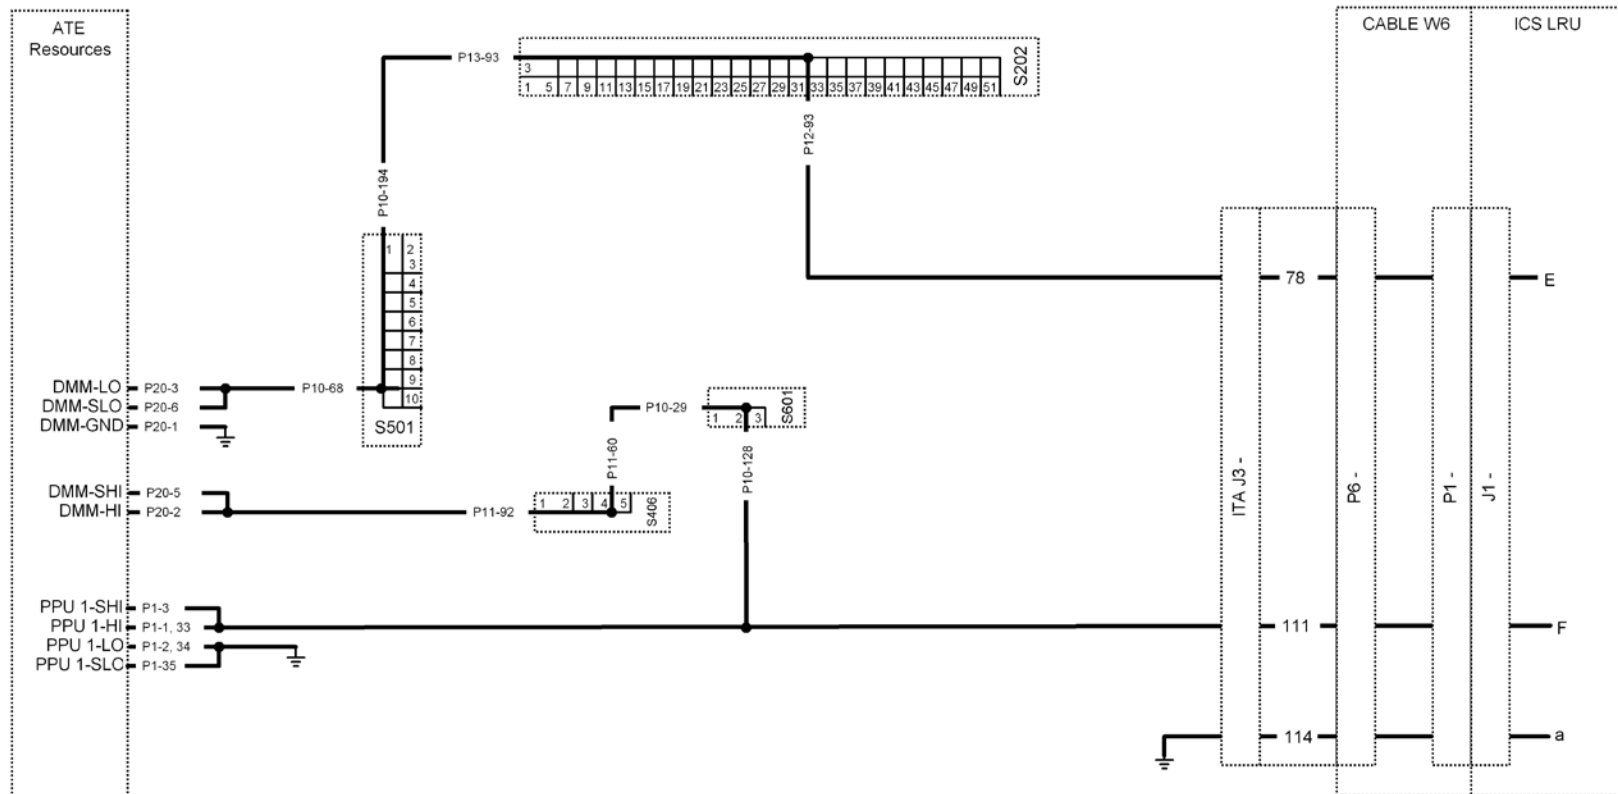 ATE
Resources
CABLE W6
ICS LRU
P13-93
3
1 5 7 9 11 13 15 17 19 21 23 25 27 29 31 33 35 37 39 41 43 45 47 49 51
S202
P12-93
P10-194
1 2
3
4
5
6
7
8
9
10
S501
78
E
DMM-LO P20-3
P10-68
DMM-SLO P20-6
DMM-GND P20-1
P10-29
1 2 3
S601
P11-60
P10-128
DMM-SHI P20-5
DMM-HI P20-2
P11-92
1 2 3 4 5
S406
ITA J3 -
P6 -
P1 -
J1 -
PPU 1-SHI P1-3
PPU 1-HI P1-1, 33
PPU 1-LO P1-2, 34
PPU 1-SLO P1-35
111
F
114
a